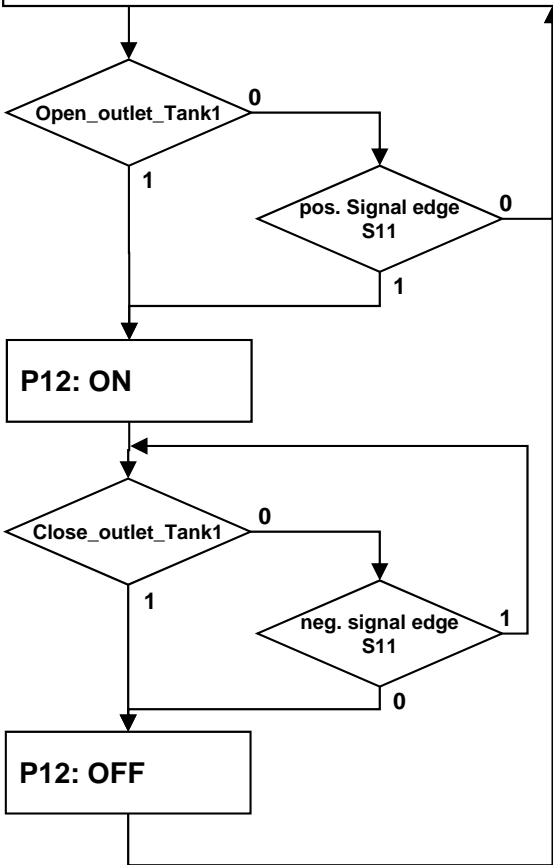 Open_outlet_Tank1
0
1
pos. Signal edge
S11
0
1
P12: ON
Close_outlet_Tank1
0
1
neg. signal edge
S11
1
0
P12: OFF